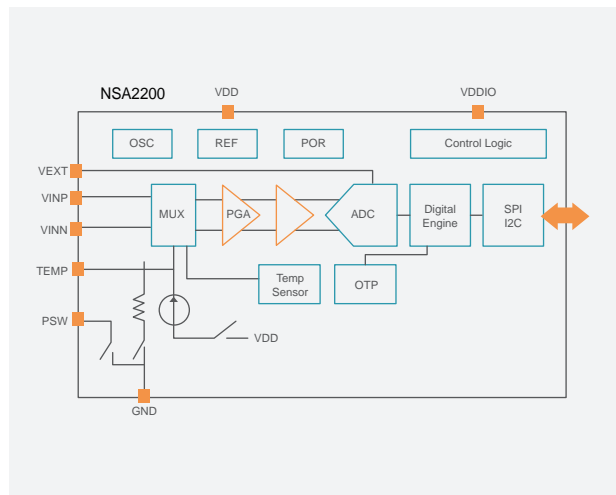 VDD
VDDIO
NSA2200
OSC
REF
POR
Control Logic
VEXT
VINP
MUX
PGA
ADC
Digital
Engine
SPI
I2C
VINN
TEMP
Temp
Sensor
OTP
PSW
VDD
GND